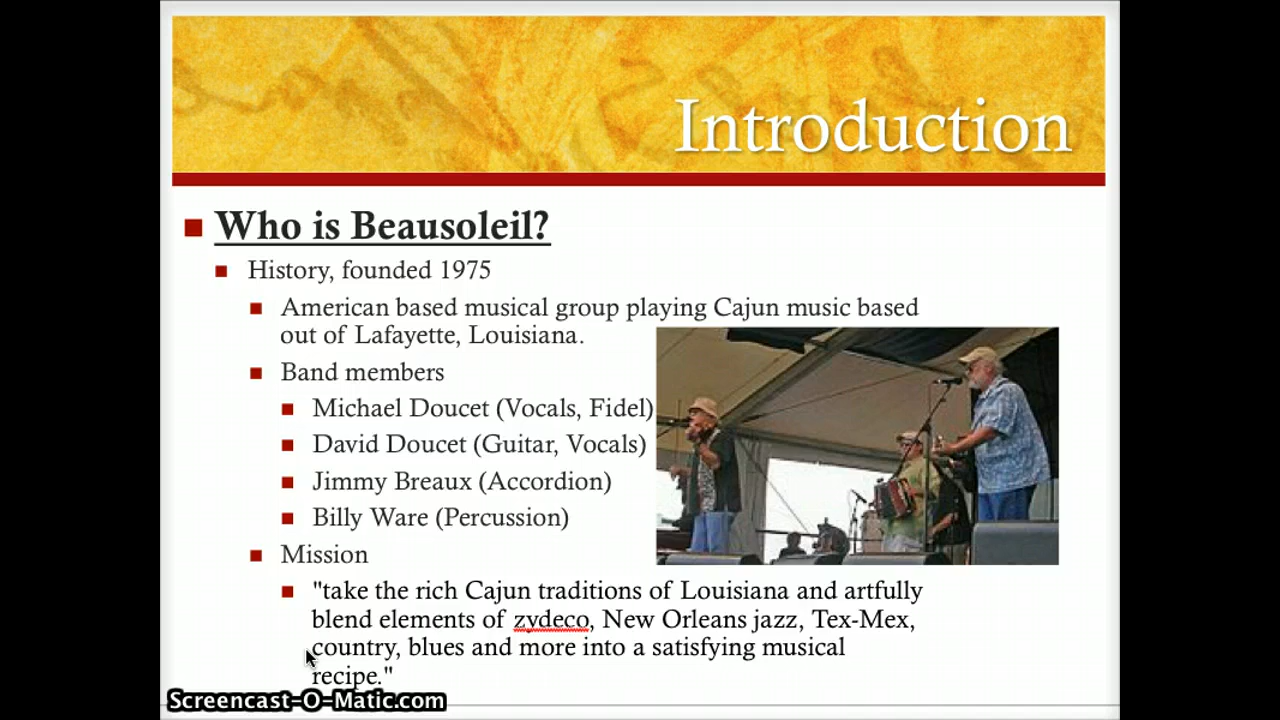 Introduction
Who is Beausoleil?
History, founded 1975
American based musical group playing Cajun music based
out of Lafayette, Louisiana.
Band members
Michael Doucet (Vocals, Fidel)
David Doucet (Guitar, Vocals)
Jimmy Breaux (Accordion)
Billy Ware (Percussion)
Mission
"take the rich Cajun traditions of Louisiana and artfully
blend elements of zydeco, New Orleans jazz, Tex-Mex,
country, blues and more into a satisfying musical
recipe."
Screencast-O-Matic.com